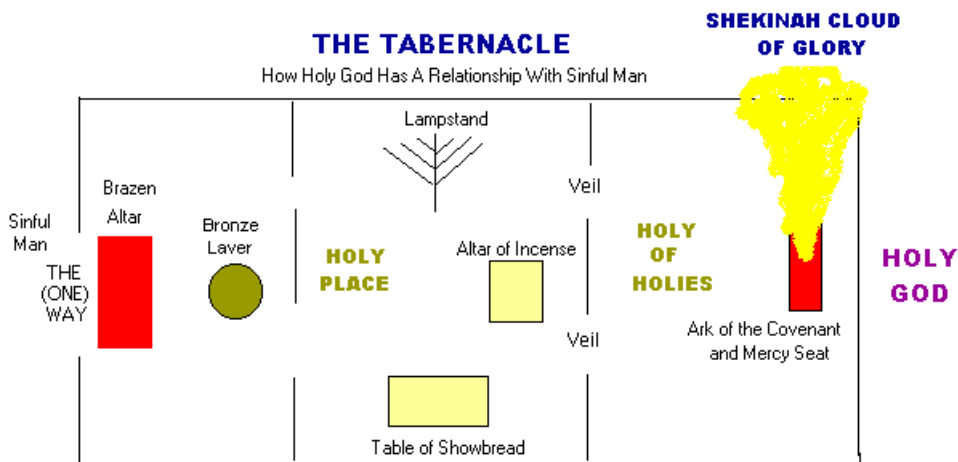 SHEKINAH CLOUD
OF GLORY
THE TABERNACLE
How Holy God Has A Relationship With Sinful Man
Sinful
Man
THE
(ONE)
WAY
Brazen
Altar
Bronze
Laver
HOLY
PLACE
Lampstand
Altar of Incense
Table of Showbread
Veil
Veil
HOLY
OF
HOLIES
Ark of the Covenant
and Mercy Seat
HOLY
GOD